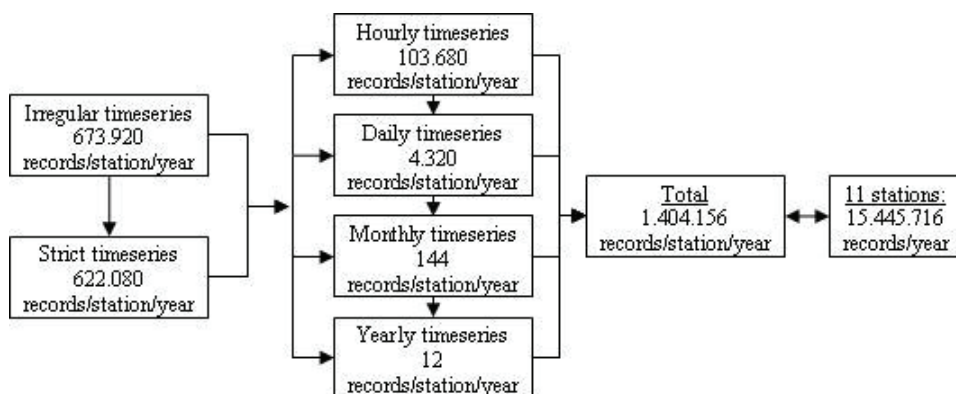 Irregular timeseries
673.920
records/station/year
Strict timeseries
622.080
records/station/year
Hourly timeseries
103.680
records/station/year
Daily timeseries
4.320
records/station/year
Monthly timeseries
144
records/station/year
Yearly timeseries
12
records/station/year
Total
1.404.156
records/station/year
11 stations:
15.445.716
records/year